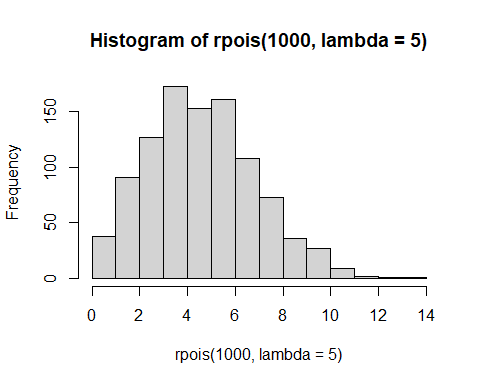 Histogram of rpois(1000, lambda = 5)
Frequency
150
100
50
0
0 2 4 6 8 10 12 14
rpois(1000, lambda = 5)